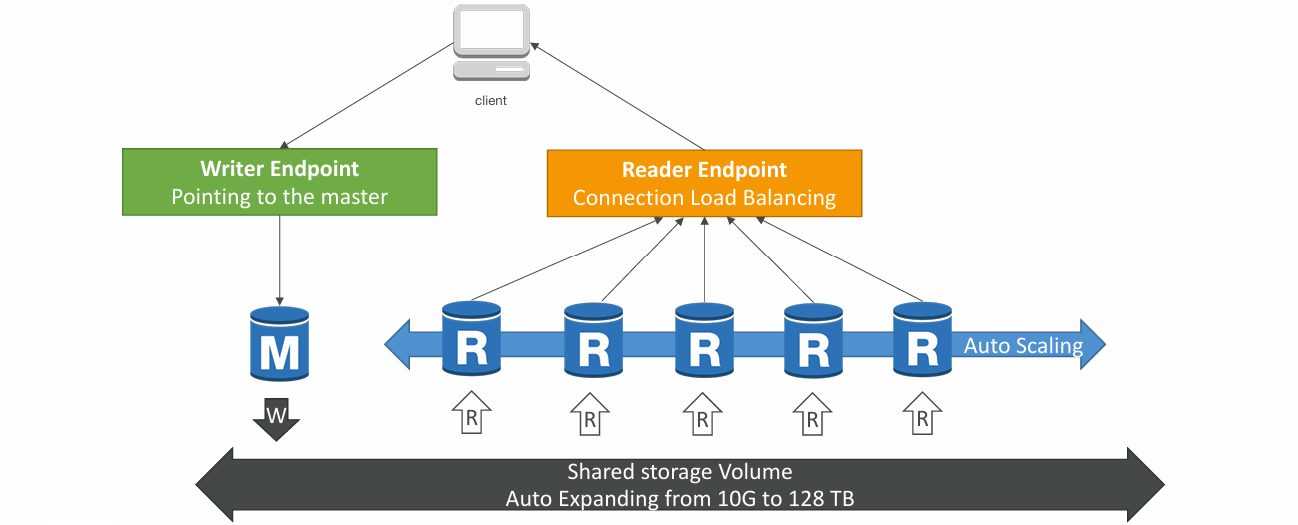 client
Writer Endpoint
Pointing to the master
Reader Endpoint
Connection Load Balancing
M
R
R
R
R
R
Auto Scaling
W
R
R
R
R
R
Shared storage Volume
Auto Expanding from 10G to 128 TB